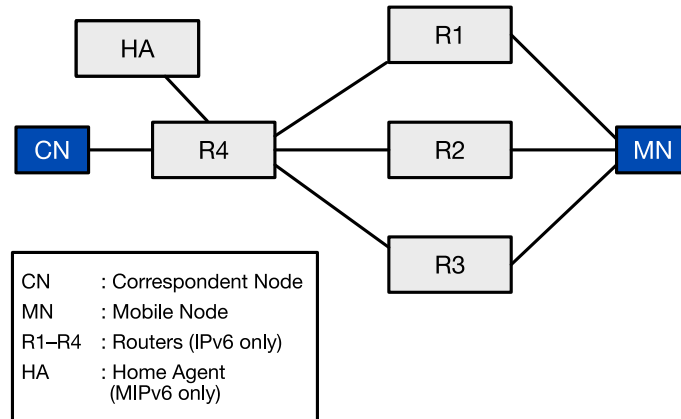 R1
HA
CN
R4
R2
MN
R3
CN : Correspondent Node
MN : Mobile Node
R1–R4 : Routers (IPv6 only)
HA : Home Agent
(MIPv6 only)